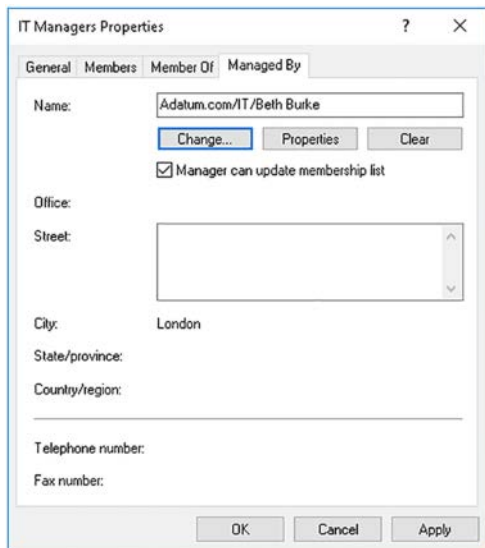 IT Managers Properties ? ×
General Members Member Of Managed By
Name: Adatum.com/IT/Beth Burke
Change... Properties Clear
Manager can update membership list
Office:
Street:
City: London
State/province:
Country/region:
Telephone number:
Fax number:
OK Cancel Apply